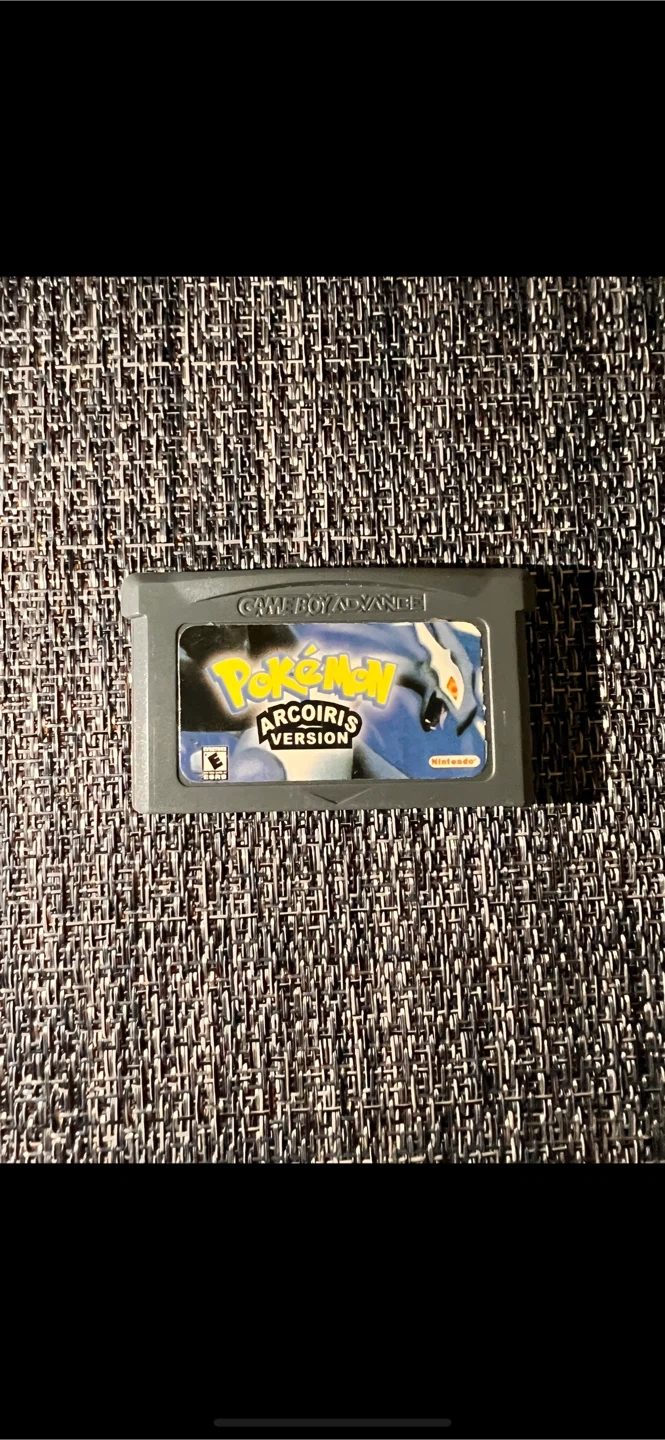 GAME BOY ADVANCE
POKéMON
ARCOIRIS
VERSION
E
Nintendo